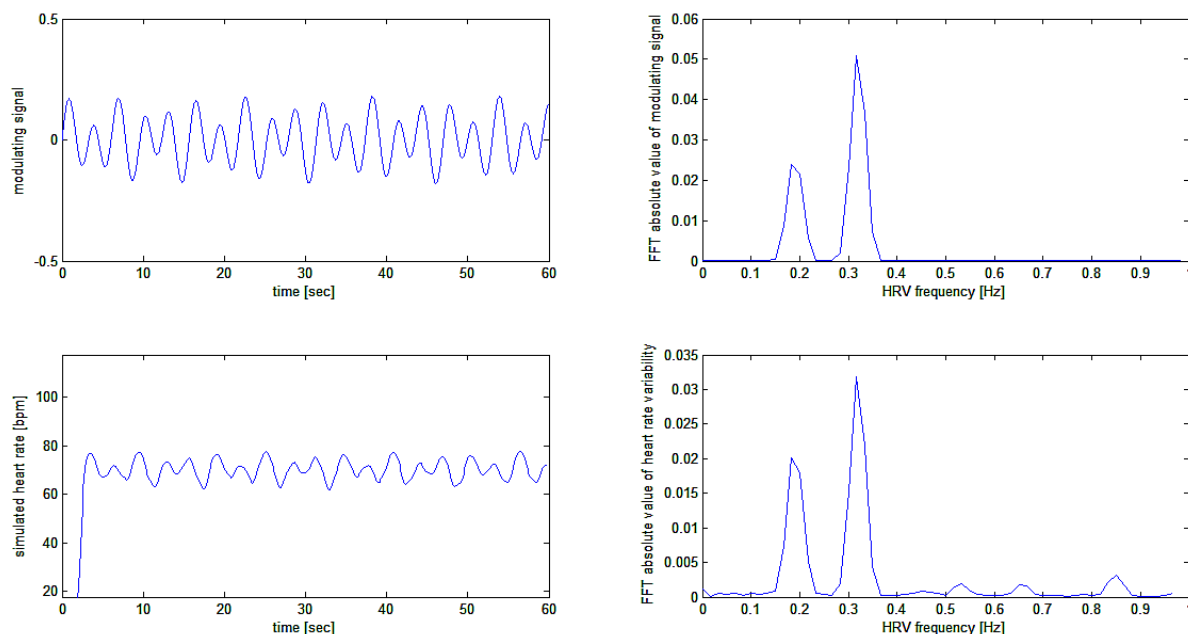 0.5
0
-0.5
0 10 20 30 40 50 60
modulating signal
time [sec]
0.06
0.05
0.04
0.03
0.02
0.01
0
0 0.1 0.2 0.3 0.4 0.5 0.6 0.7 0.8 0.9 1
FFT absolute value of modulating signal
HRV frequency [Hz]
100
80
60
40
20
0 10 20 30 40 50 60
simulated heart rate [bpm]
time [sec]
0.035
0.03
0.025
0.02
0.015
0.01
0.005
0
0 0.1 0.2 0.3 0.4 0.5 0.6 0.7 0.8 0.9 1
FFT absolute value of heart rate variability
HRV frequency [Hz]